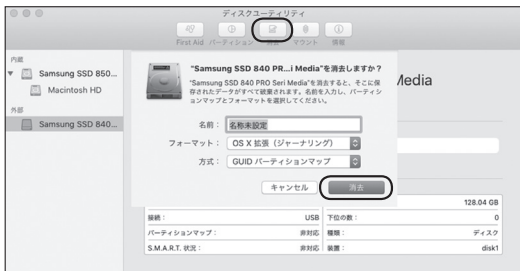 ディスクユーティリティ
First Aid パーティション 消去 マウント 情報
内蔵
Samsung SSD 850...
Macintosh HD
外部
Samsung SSD 840...
"Samsung SSD 840 PR...i Media"を消去しますか？
"Samsung SSD 840 PRO Seri Media"を消去すると、そこに保
存されたデータがすべて破棄されます。名前を入力し、パーティシ
ョンマップとフォーマットを選択してください。
Media
名前： 名称未設定
フォーマット： OS X 拡張（ジャーナリング）
方式： GUID パーティションマップ
キャンセル 消去
128.04 GB
接続： USB 下位の数： 0
パーティションマップ： 非対応 種類： ディスク
S.M.A.R.T. 状況： 非対応 装置： disk1